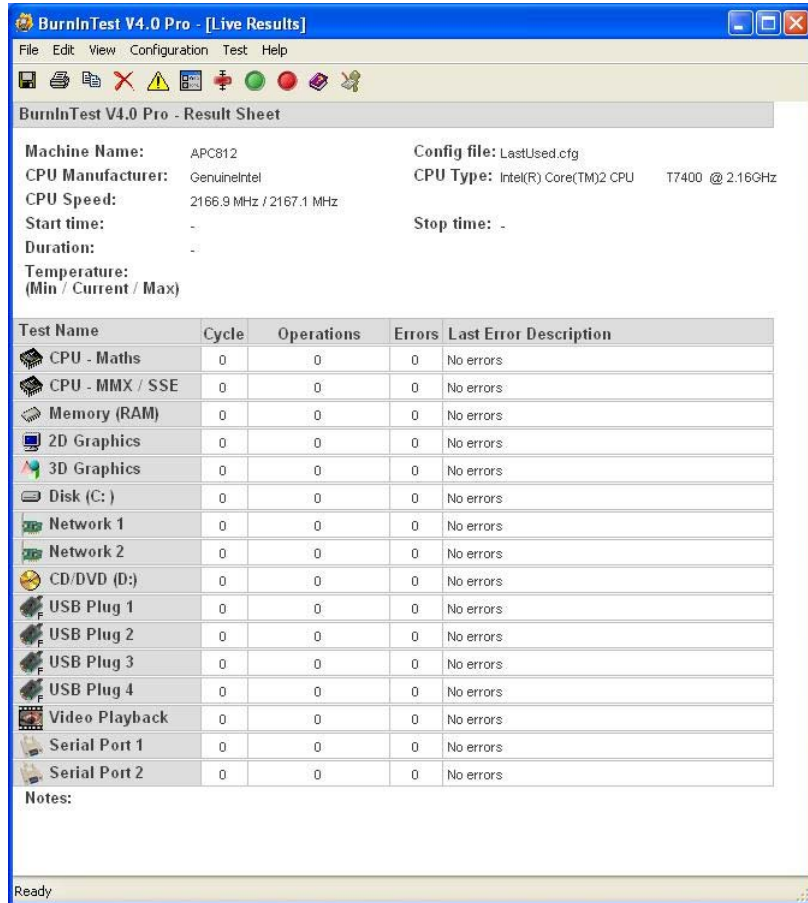 BurnInTest V4.0 Pro - [Live Results]
File Edit View Configuration Test Help
BurnInTest V4.0 Pro - Result Sheet
Machine Name: APC812 Config file: LastUsed.cfg
CPU Manufacturer: GenuineIntel CPU Type: Intel(R) Core(TM)2 CPU T7400 @ 2.16GHz
CPU Speed: 2166.9 MHz / 2167.1 MHz
Start time: - Stop time: -
Duration: -
Temperature:
(Min / Current / Max)
Test Name Cycle Operations Errors Last Error Description
CPU - Maths 0 0 0 No errors
CPU - MMX / SSE 0 0 0 No errors
Memory (RAM) 0 0 0 No errors
2D Graphics 0 0 0 No errors
3D Graphics 0 0 0 No errors
Disk (C: ) 0 0 0 No errors
Network 1 0 0 0 No errors
Network 2 0 0 0 No errors
CD/DVD (D:) 0 0 0 No errors
F USB Plug 1 0 0 0 No errors
F USB Plug 2 0 0 0 No errors
F USB Plug 3 0 0 0 No errors
F USB Plug 4 0 0 0 No errors
Video Playback 0 0 0 No errors
Serial Port 1 0 0 0 No errors
Serial Port 2 0 0 0 No errors
Notes:
Ready